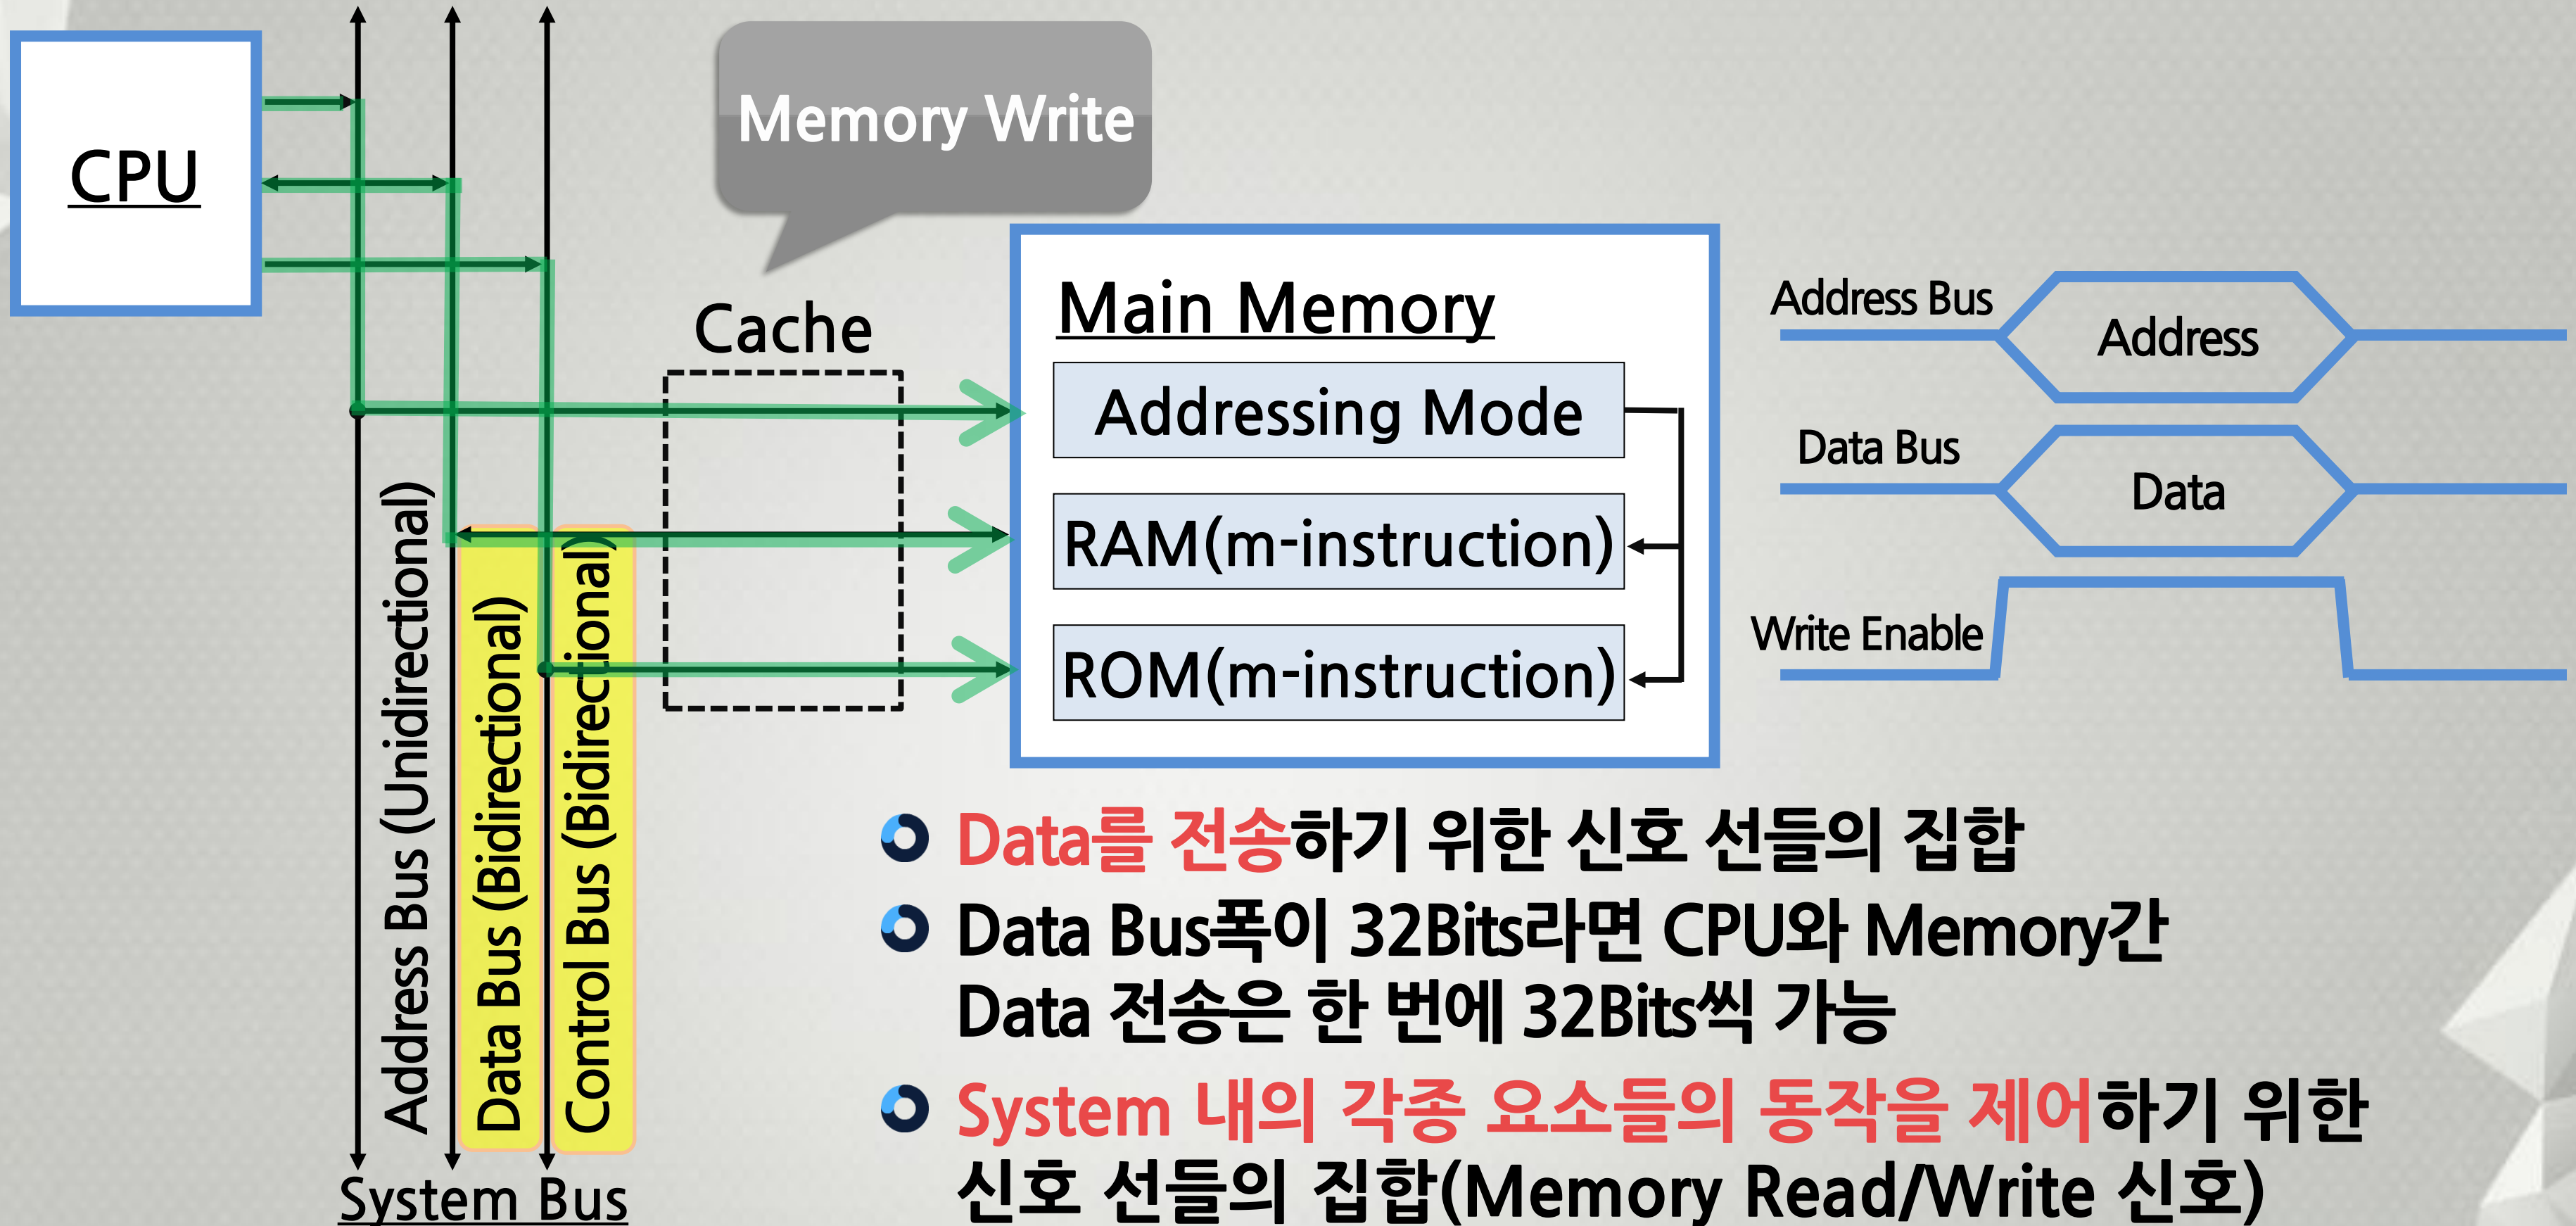 CPU
Memory Write
Cache
Main Memory
Addressing Mode
RAM(m-instruction)
ROM(m-instruction)
Address Bus
Address
Data Bus
Data
Write Enable
Address Bus (Unidirectional)
Data Bus (Bidirectional)
Control Bus (Bidirectional)
System Bus
Data를 전송하기 위한 신호 선들의 집합
Data Bus폭이 32Bits라면 CPU와 Memory간
Data 전송은 한 번에 32Bits씩 가능
System 내의 각종 요소들의 동작을 제어하기 위한
신호 선들의 집합(Memory Read/Write 신호)